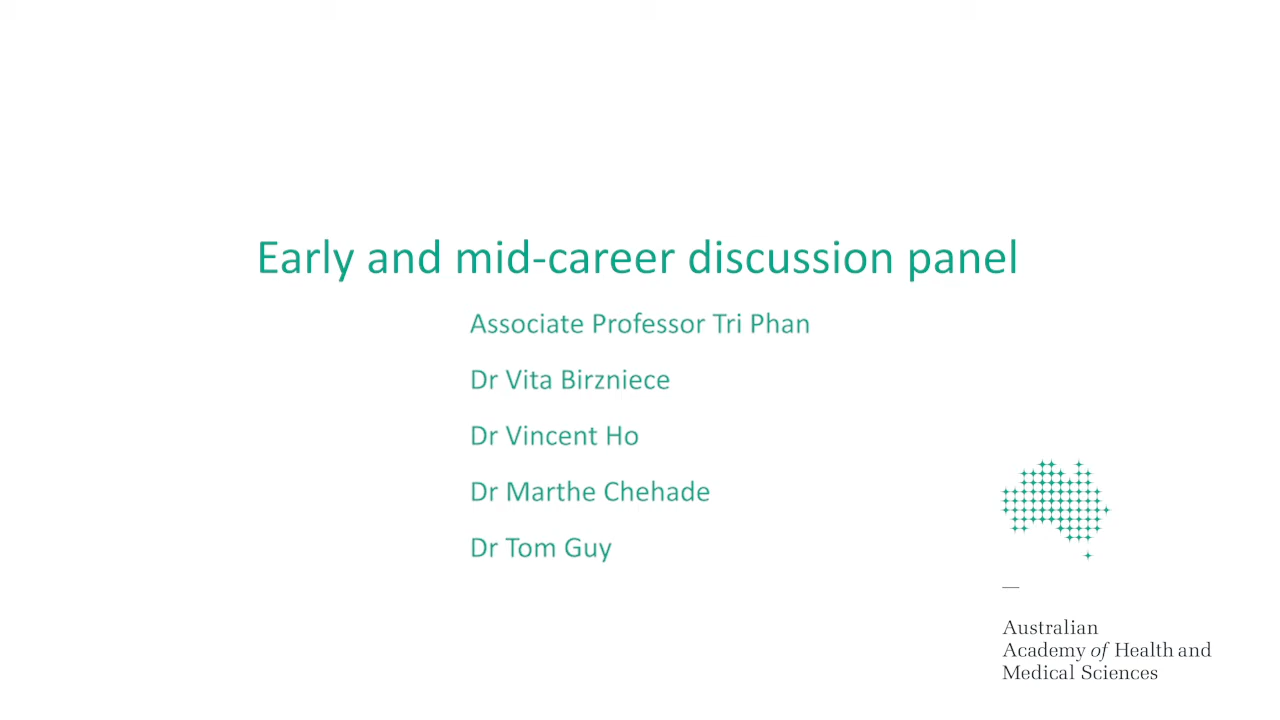 Early and mid-career discussion panel
Associate Professor Tri Phan
Dr Vita Birzniece
Dr Vincent Ho
Dr Marthe Chehade
Dr Tom Guy
Australian
Academy of Health and
Medical Sciences